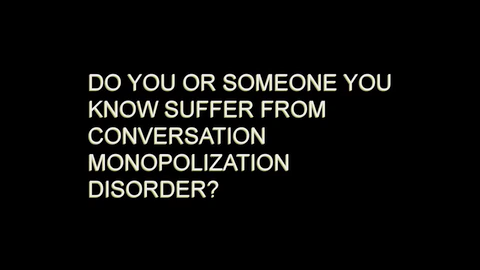 DO YOU OR SOMEONE YOU
KNOW SUFFER FROM
CONVERSATION
MONOPOLIZATION
DISORDER?